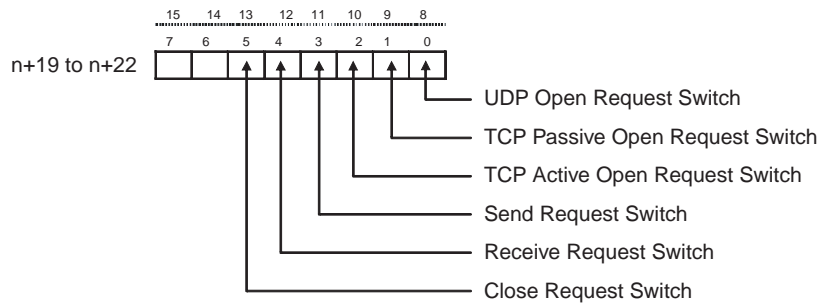 15 14 13 12 11 10 9 8
7 6 5 4 3 2 1 0
n+19 to n+22
UDP Open Request Switch
TCP Passive Open Request Switch
TCP Active Open Request Switch
Send Request Switch
Receive Request Switch
Close Request Switch